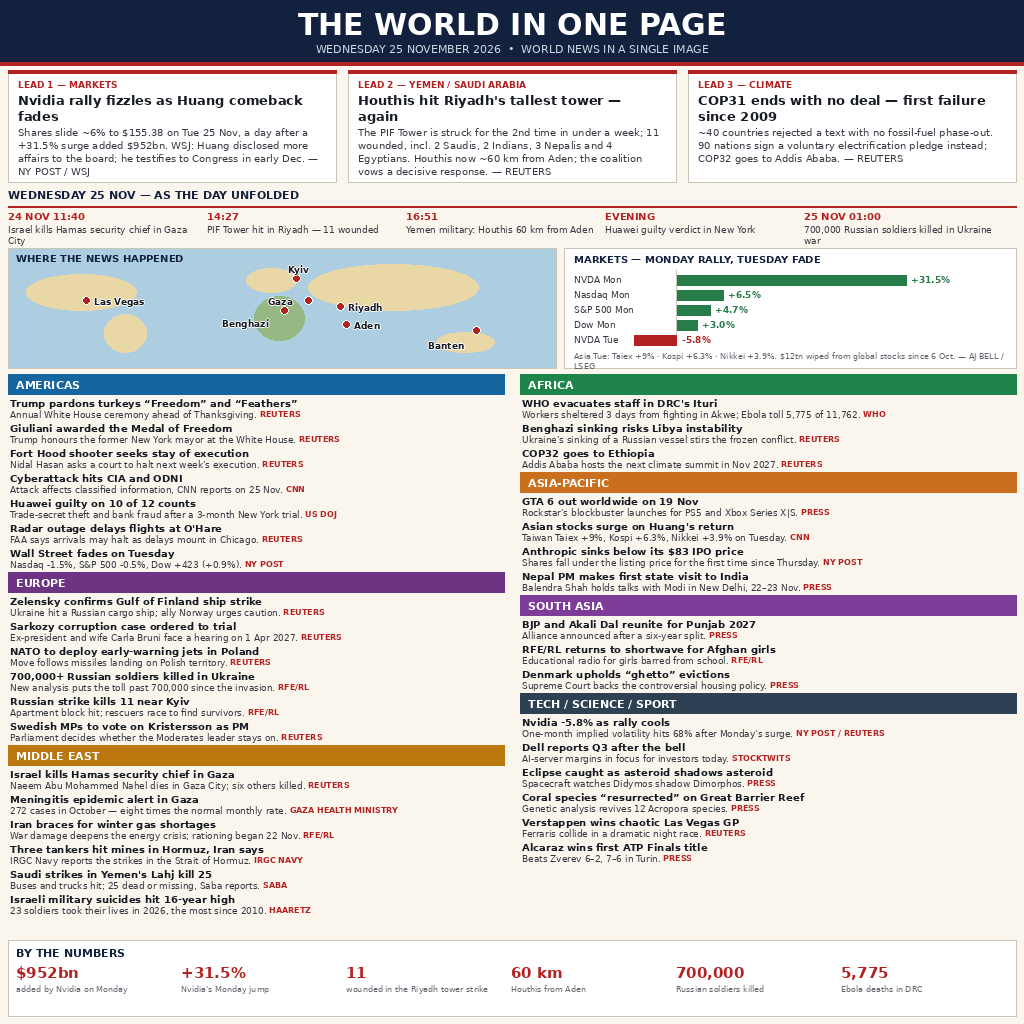 THE WORLD IN ONE PAGE
WEDNESDAY 25 NOVEMBER 2026 • WORLD NEWS IN A SINGLE IMAGE
LEAD 1 — MARKETS
Nvidia rally fizzles as Huang comeback
fades
Shares slide ~6% to $155.38 on Tue 25 Nov, a day after a
+31.5% surge added $952bn. WSJ: Huang disclosed more
affairs to the board; he testifies to Congress in early Dec. —
NY POST / WSJ
LEAD 2 — YEMEN / SAUDI ARABIA
Houthis hit Riyadh's tallest tower —
again
The PIF Tower is struck for the 2nd time in under a week; 11
wounded, incl. 2 Saudis, 2 Indians, 3 Nepalis and 4
Egyptians. Houthis now ~60 km from Aden; the coalition
vows a decisive response. — REUTERS
LEAD 3 — CLIMATE
COP31 ends with no deal — first failure
since 2009
~40 countries rejected a text with no fossil-fuel phase-out.
90 nations sign a voluntary electrification pledge instead;
COP32 goes to Addis Ababa. — REUTERS
WEDNESDAY 25 NOV — AS THE DAY UNFOLDED
24 NOV 11:40
Israel kills Hamas security chief in Gaza
City
14:27
PIF Tower hit in Riyadh — 11 wounded
16:51
Yemen military: Houthis 60 km from Aden
EVENING
Huawei guilty verdict in New York
25 NOV 01:00
700,000 Russian soldiers killed in Ukraine
war
WHERE THE NEWS HAPPENED
Kyiv
Las Vegas
Gaza
Riyadh
Benghazi
Aden
Banten
MARKETS — MONDAY RALLY, TUESDAY FADE
NVDA Mon +31.5%
Nasdaq Mon +6.5%
S&P 500 Mon +4.7%
Dow Mon +3.0%
NVDA Tue -5.8%
Asia Tue: Taiex +9% · Kospi +6.3% · Nikkei +3.9%. $12tn wiped from global stocks since 6 Oct. — AJ BELL /
LSEG
AMERICAS
Trump pardons turkeys “Freedom” and “Feathers”
Annual White House ceremony ahead of Thanksgiving. REUTERS
Giuliani awarded the Medal of Freedom
Trump honours the former New York mayor at the White House. REUTERS
Fort Hood shooter seeks stay of execution
Nidal Hasan asks a court to halt next week's execution. REUTERS
Cyberattack hits CIA and ODNI
Attack affects classified information, CNN reports on 25 Nov. CNN
Huawei guilty on 10 of 12 counts
Trade-secret theft and bank fraud after a 3-month New York trial. US DOJ
Radar outage delays flights at O'Hare
FAA says arrivals may halt as delays mount in Chicago. REUTERS
Wall Street fades on Tuesday
Nasdaq -1.5%, S&P 500 -0.5%, Dow +423 (+0.9%). NY POST
EUROPE
Zelensky confirms Gulf of Finland ship strike
Ukraine hit a Russian cargo ship; ally Norway urges caution. REUTERS
Sarkozy corruption case ordered to trial
Ex-president and wife Carla Bruni face a hearing on 1 Apr 2027. REUTERS
NATO to deploy early-warning jets in Poland
Move follows missiles landing on Polish territory. REUTERS
700,000+ Russian soldiers killed in Ukraine
New analysis puts the toll past 700,000 since the invasion. RFE/RL
Russian strike kills 11 near Kyiv
Apartment block hit; rescuers race to find survivors. RFE/RL
Swedish MPs to vote on Kristersson as PM
Parliament decides whether the Moderates leader stays on. REUTERS
MIDDLE EAST
Israel kills Hamas security chief in Gaza
Naeem Abu Mohammed Nahel dies in Gaza City; six others killed. REUTERS
Meningitis epidemic alert in Gaza
272 cases in October — eight times the normal monthly rate. GAZA HEALTH MINISTRY
Iran braces for winter gas shortages
War damage deepens the energy crisis; rationing began 22 Nov. RFE/RL
Three tankers hit mines in Hormuz, Iran says
IRGC Navy reports the strikes in the Strait of Hormuz. IRGC NAVY
Saudi strikes in Yemen's Lahj kill 25
Buses and trucks hit; 25 dead or missing, Saba reports. SABA
Israeli military suicides hit 16-year high
23 soldiers took their lives in 2026, the most since 2010. HAARETZ
AFRICA
WHO evacuates staff in DRC's Ituri
Workers sheltered 3 days from fighting in Akwe; Ebola toll 5,775 of 11,762. WHO
Benghazi sinking risks Libya instability
Ukraine's sinking of a Russian vessel stirs the frozen conflict. REUTERS
COP32 goes to Ethiopia
Addis Ababa hosts the next climate summit in Nov 2027. REUTERS
ASIA-PACIFIC
GTA 6 out worldwide on 19 Nov
Rockstar's blockbuster launches for PS5 and Xbox Series X|S. PRESS
Asian stocks surge on Huang's return
Taiwan Taiex +9%, Kospi +6.3%, Nikkei +3.9% on Tuesday. CNN
Anthropic sinks below its $83 IPO price
Shares fall under the listing price for the first time since Thursday. NY POST
Nepal PM makes first state visit to India
Balendra Shah holds talks with Modi in New Delhi, 22–23 Nov. PRESS
SOUTH ASIA
BJP and Akali Dal reunite for Punjab 2027
Alliance announced after a six-year split. PRESS
RFE/RL returns to shortwave for Afghan girls
Educational radio for girls barred from school. RFE/RL
Denmark upholds “ghetto” evictions
Supreme Court backs the controversial housing policy. PRESS
TECH / SCIENCE / SPORT
Nvidia -5.8% as rally cools
One-month implied volatility hits 68% after Monday's surge. NY POST / REUTERS
Dell reports Q3 after the bell
AI-server margins in focus for investors today. STOCKTWITS
Eclipse caught as asteroid shadows asteroid
Spacecraft watches Didymos shadow Dimorphos. PRESS
Coral species “resurrected” on Great Barrier Reef
Genetic analysis revives 12 Acropora species. PRESS
Verstappen wins chaotic Las Vegas GP
Ferraris collide in a dramatic night race. REUTERS
Alcaraz wins first ATP Finals title
Beats Zverev 6–2, 7–6 in Turin. PRESS
BY THE NUMBERS
$952bn
added by Nvidia on Monday
+31.5%
Nvidia's Monday jump
11
wounded in the Riyadh tower strike
60 km
Houthis from Aden
700,000
Russian soldiers killed
5,775
Ebola deaths in DRC